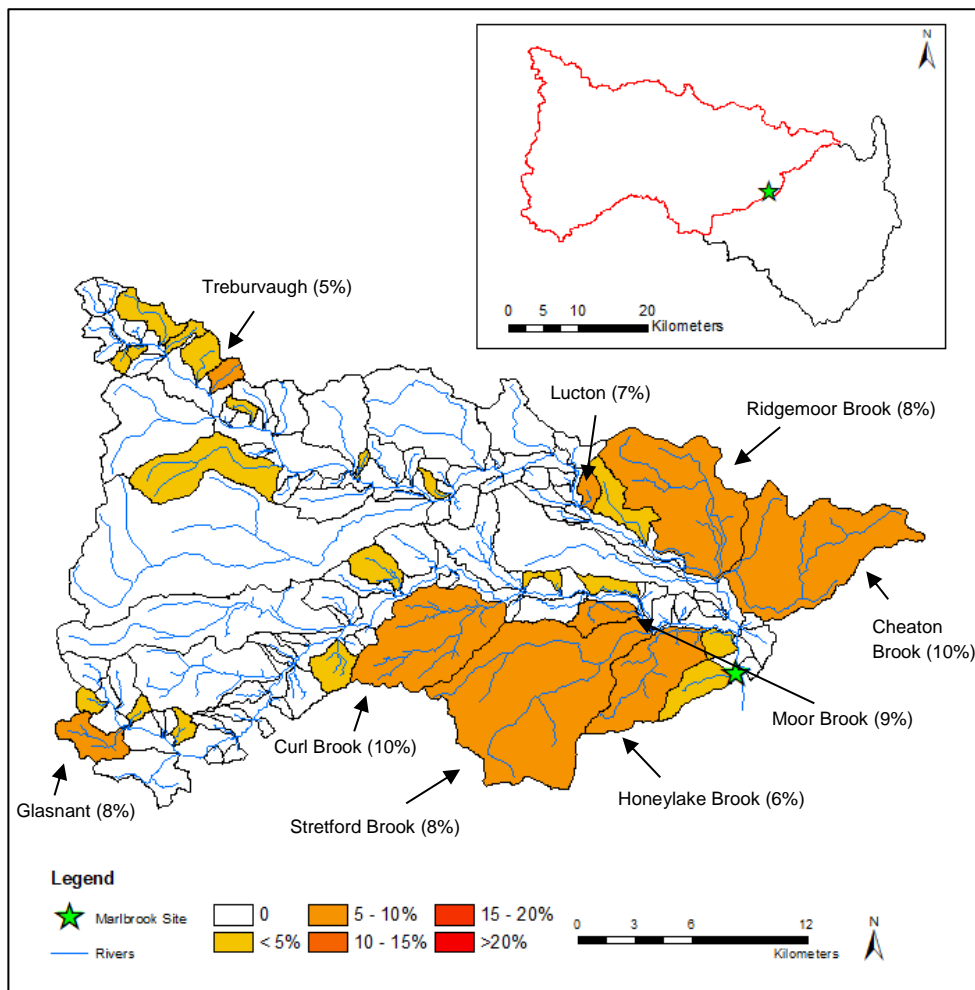 N
0 5 10 20
Kilometers
Treburvaugh (5%)
Lucton (7%)
Ridgemoor Brook (8%)
Cheaton
Brook (10%)
Moor Brook (9%)
Curl Brook (10%)
Honeylake Brook (6%)
Glasnant (8%)
Stretford Brook (8%)
Legend
Marlbrook Site
Rivers
0
5 - 10%
15 - 20%
< 5%
10 - 15%
>20%
0 3 6 12
Kilometers
N